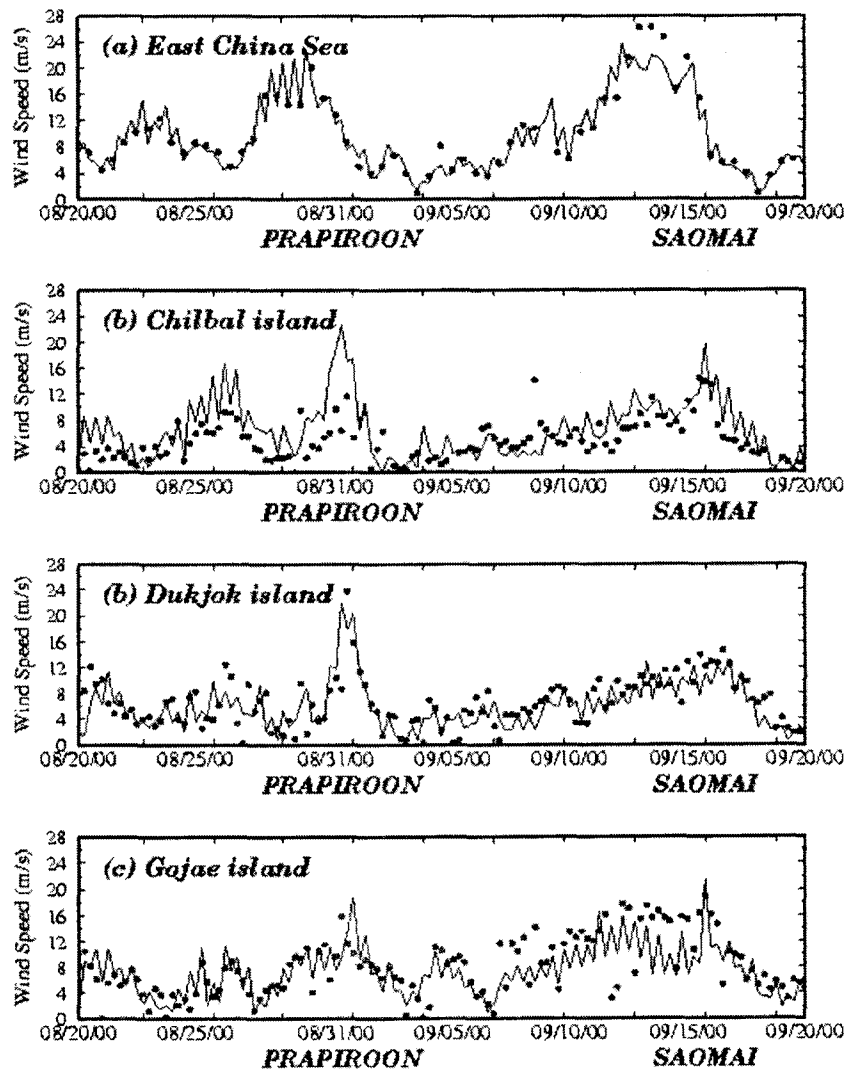 28
24
20
16
12
8
4
0
Wind Speed (m/s)
(a) East China Sea
08/20/00 08/25/00 08/31/00 09/05/00 09/10/00 09/15/00 09/20/00
PRAPIROON SAOMAI
28
24
20
16
12
8
4
0
Wind Speed (m/s)
(b) Chilbal island
08/20/00 08/25/00 08/31/00 09/05/00 09/10/00 09/15/00 09/20/00
PRAPIROON SAOMAI
28
24
20
16
12
8
4
0
Wind Speed (m/s)
(b) Dukjok island
08/20/00 08/25/00 08/31/00 09/05/00 09/10/00 09/15/00 09/20/00
PRAPIROON SAOMAI
28
24
20
16
12
8
4
0
Wind Speed (m/s)
(c) Gojae island
08/20/00 08/25/00 08/31/00 09/05/00 09/10/00 09/15/00 09/20/00
PRAPIROON SAOMAI